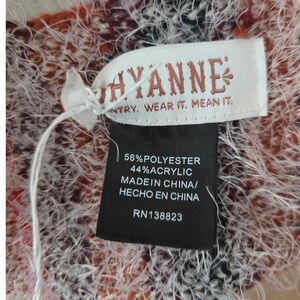 HYANNE
NTRY. WEAR IT. MEAN IT.
56%POLYESTER
44%ACRYLIC
MADE IN CHINA/
HECHO EN CHINA
RN138823